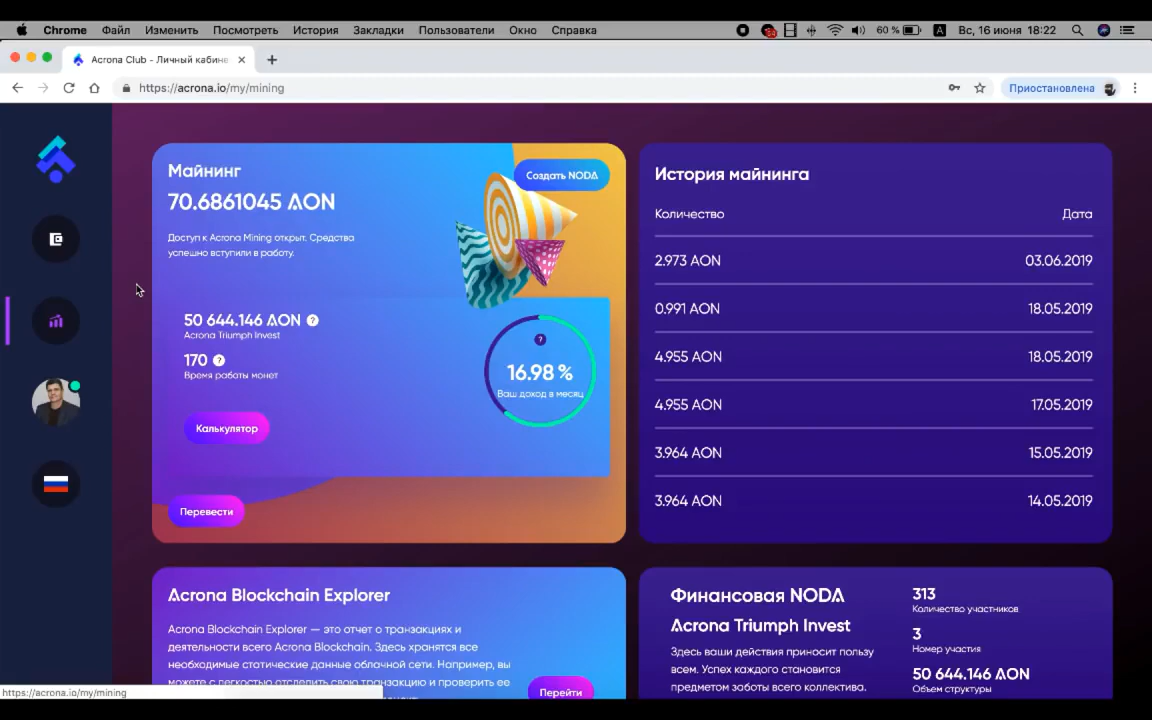 Chrome Файл Изменить Посмотреть История Закладки Пользователи Окно Справка 60 % A Вс, 16 июня 18:22
Acrona Club - Личный кабине
https://acrona.io/my/mining Приостановлена
Майнинг
Создать NODA
70.6861045 AON
Доступ к Acrona Mining открыт. Средства
успешно вступили в работу.
50 644.146 AON ?
Acrona Triumph Invest
170 ?
Время работы монет
?
16.98 %
Ваш доход в месяц
Калькулятор
Перевести
История майнинга
Количество Дата
2.973 AON 03.06.2019
0.991 AON 18.05.2019
4.955 AON 18.05.2019
4.955 AON 17.05.2019
3.964 AON 15.05.2019
3.964 AON 14.05.2019
Acrona Blockchain Explorer
Acrona Blockchain Explorer — это отчет о транзакциях и
деятельности всего Acrona Blockchain. Здесь хранятся все
необходимые статические данные облачной сети. Например, вы
можете с легкостью отследить свою транзакцию и проверить ее
Перейти
Финансовая NODA
Acrona Triumph Invest
Здесь ваши действия приносит пользу
всем. Успех каждого становится
предметом заботы всего коллектива.
313
Количество участников
3
Номер участия
50 644.146 AON
Объем структуры
https://acrona.io/my/mining